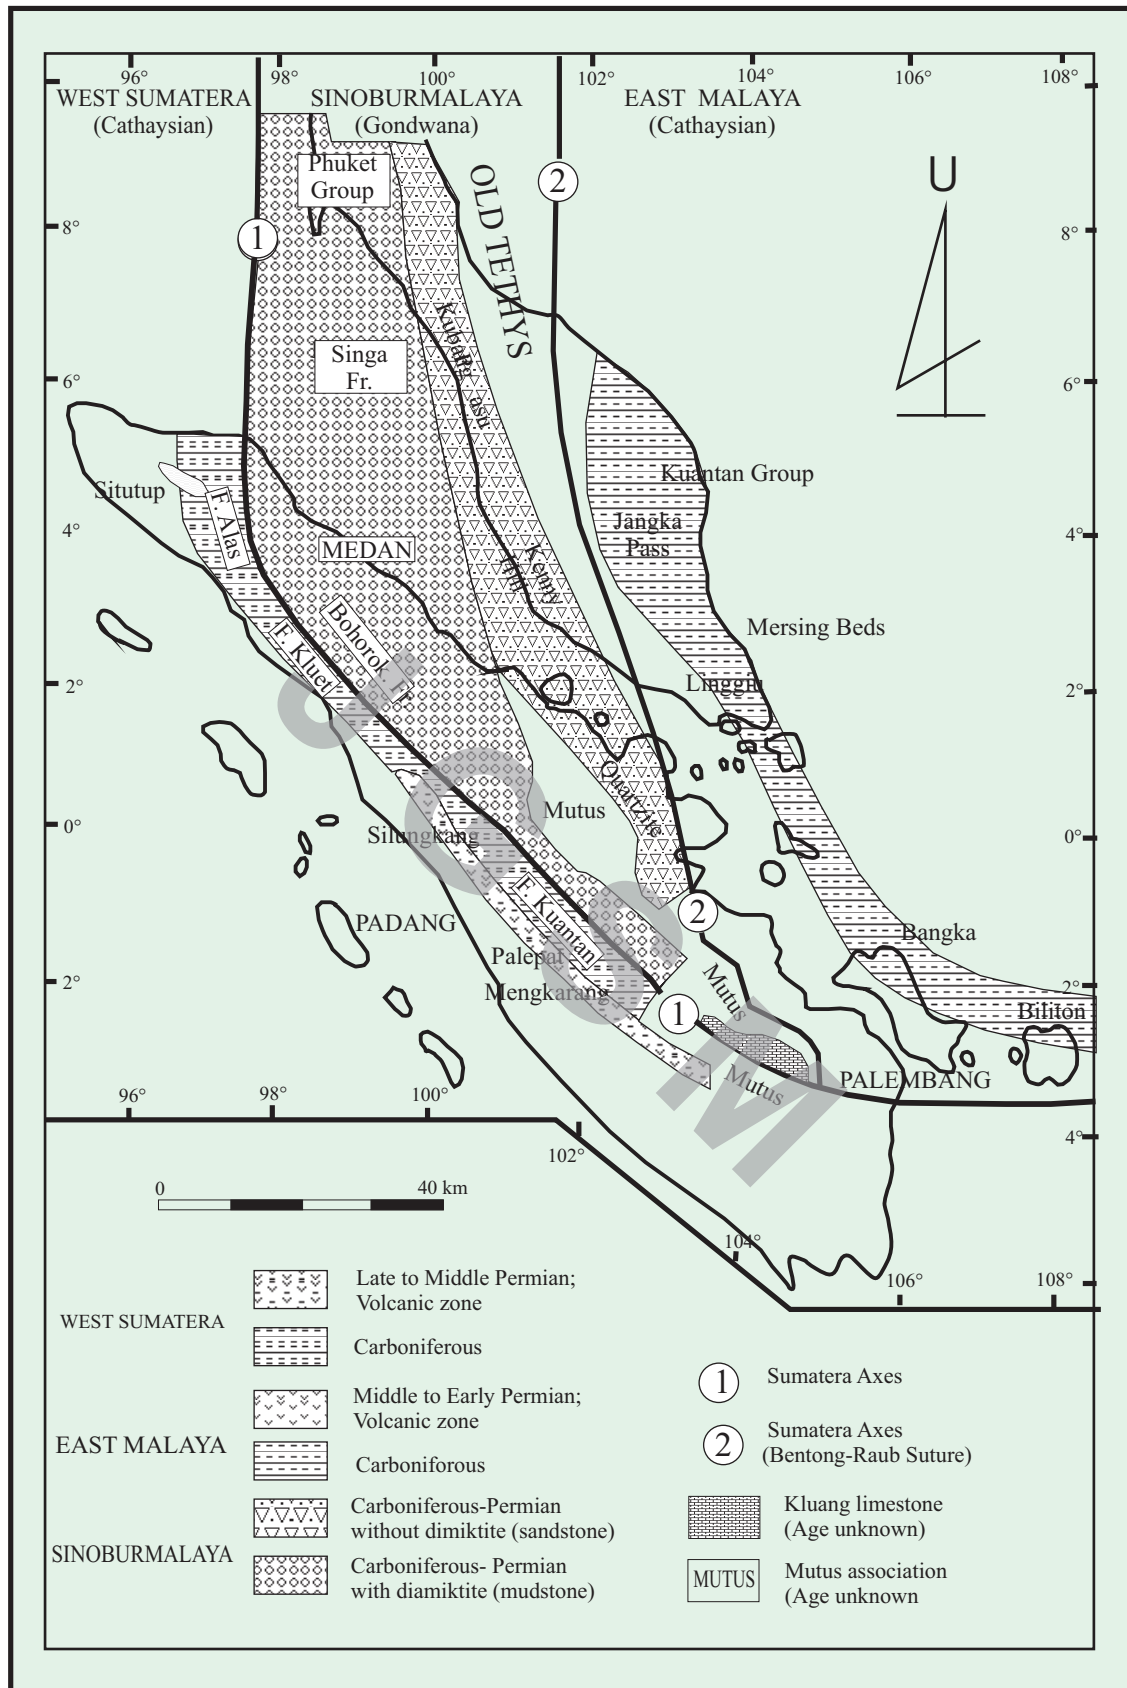 96°
98°
100°
102°
104°
106°
108°
WEST SUMATERA
(Cathaysian)
SINOBURMALAYA
(Gondwana)
EAST MALAYA
(Cathaysian)
Phuket
Group
OLD TETHYS
2
U
8°
8°
1
Kubang Pasu
Singa
Fr.
6°
6°
Situtup
F. Alas
Kuantan Group
Jangka
Pass
4°
4°
MEDAN
Kenny
Hill
Bohorok. Fr.
F. Kluet
Mersing Beds
Linggiu
2°
2°
Quartzite
Mutus
Silungkang
0°
0°
F. Kuantan
2
PADANG
Palepat
Mengkarang
Bangka
Mutus
1
2°
2°
Biliton
Mutus
PALEMBANG
96°
98°
100°
102°
4°
104°
106°
108°
0
40 km
WEST SUMATERA
Late to Middle Permian;
Volcanic zone
Carboniferous
EAST MALAYA
Middle to Early Permian;
Volcanic zone
Carboniforous
SINOBURMALAYA
Carboniferous-Permian
without dimiktite (sandstone)
Carboniferous- Permian
with diamiktite (mudstone)
1
Sumatera Axes
2
Sumatera Axes
(Bentong-Raub Suture)
Kluang limestone
(Age unknown)
MUTUS
Mutus association
(Age unknown